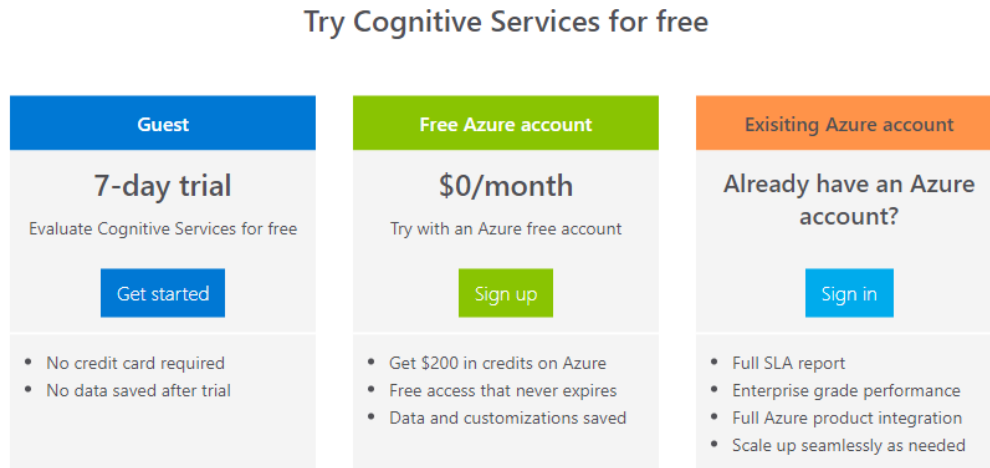 Try Cognitive Services for free
Guest
7-day trial
Evaluate Cognitive Services for free
Get started
• No credit card required
• No data saved after trial
Free Azure account
$0/month
Try with an Azure free account
Sign up
• Get $200 in credits on Azure
• Free access that never expires
• Data and customizations saved
Exisiting Azure account
Already have an Azure
account?
Sign in
• Full SLA report
• Enterprise grade performance
• Full Azure product integration
• Scale up seamlessly as needed